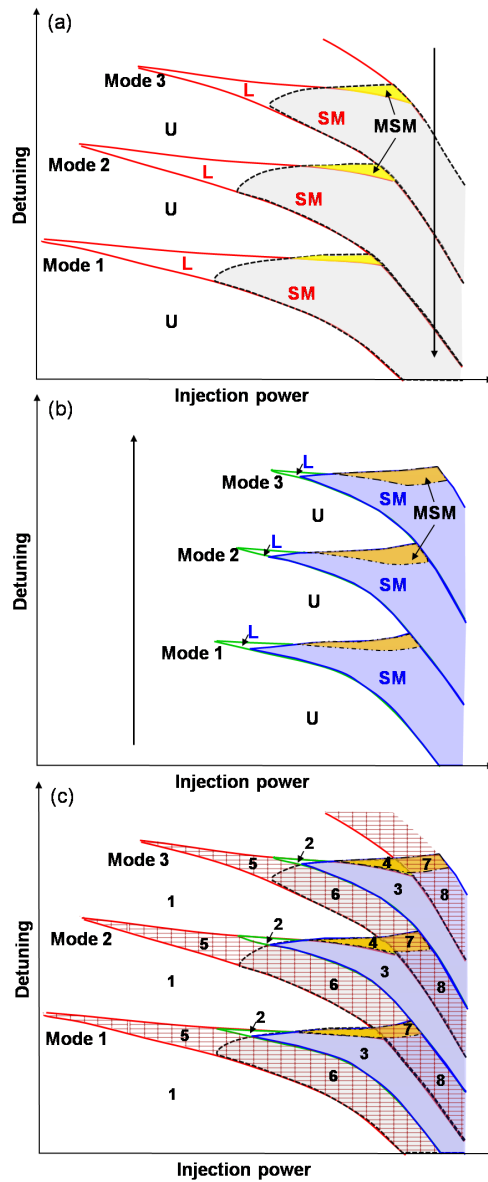 (a)
Mode 3
L
SM
MSM
U
Mode 2
L
SM
U
Mode 1
L
SM
U
Detuning
Injection power
(b)
L
Mode 3
SM
MSM
U
L
Mode 2
SM
U
L
Mode 1
SM
U
Detuning
Injection power
(c)
2
Mode 3
5
4
7
3
8
1
6
2
Mode 2
5
4
7
3
8
1
6
2
Mode 1
5
7
3
8
1
6
Detuning
Injection power